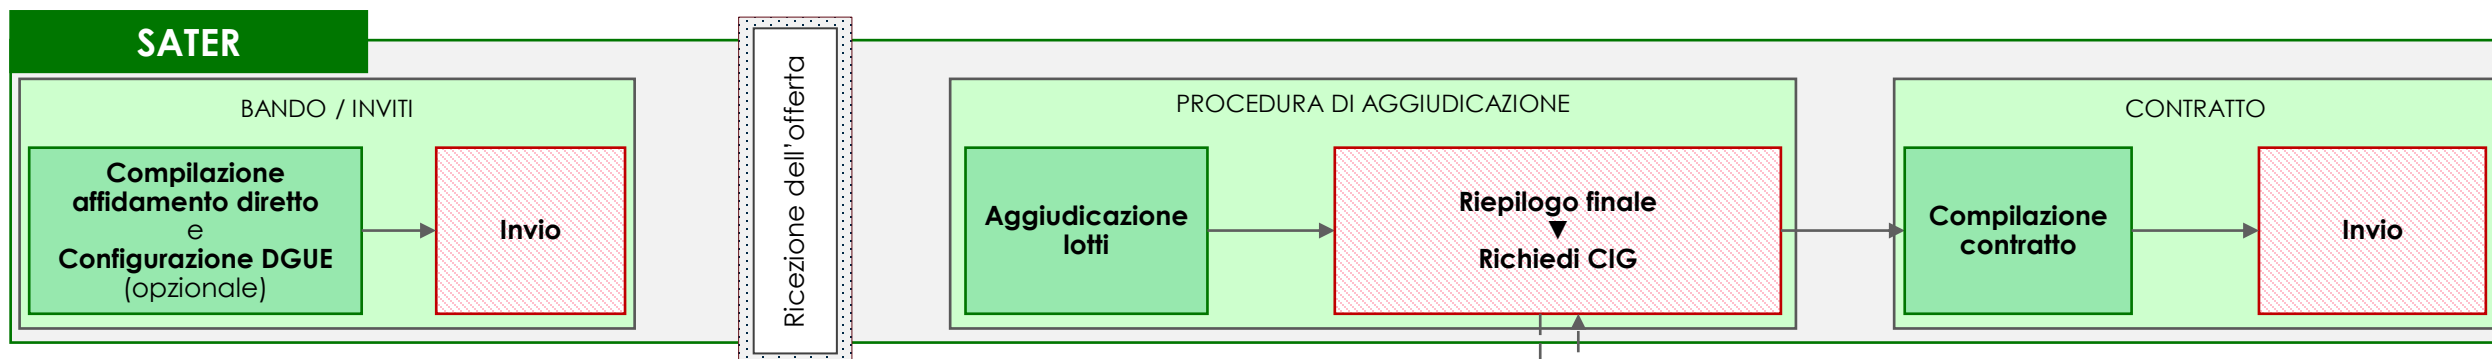 SATER
BANDO / INVITI
Compilazione
affidamento diretto
e
Configurazione DGUE
(opzionale)
Invio
Ricezione dell'offerta
PROCEDURA DI AGGIUDICAZIONE
Aggiudicazione
lotti
Riepilogo finale
▼
Richiedi CIG
CONTRATTO
Compilazione
contratto
Invio